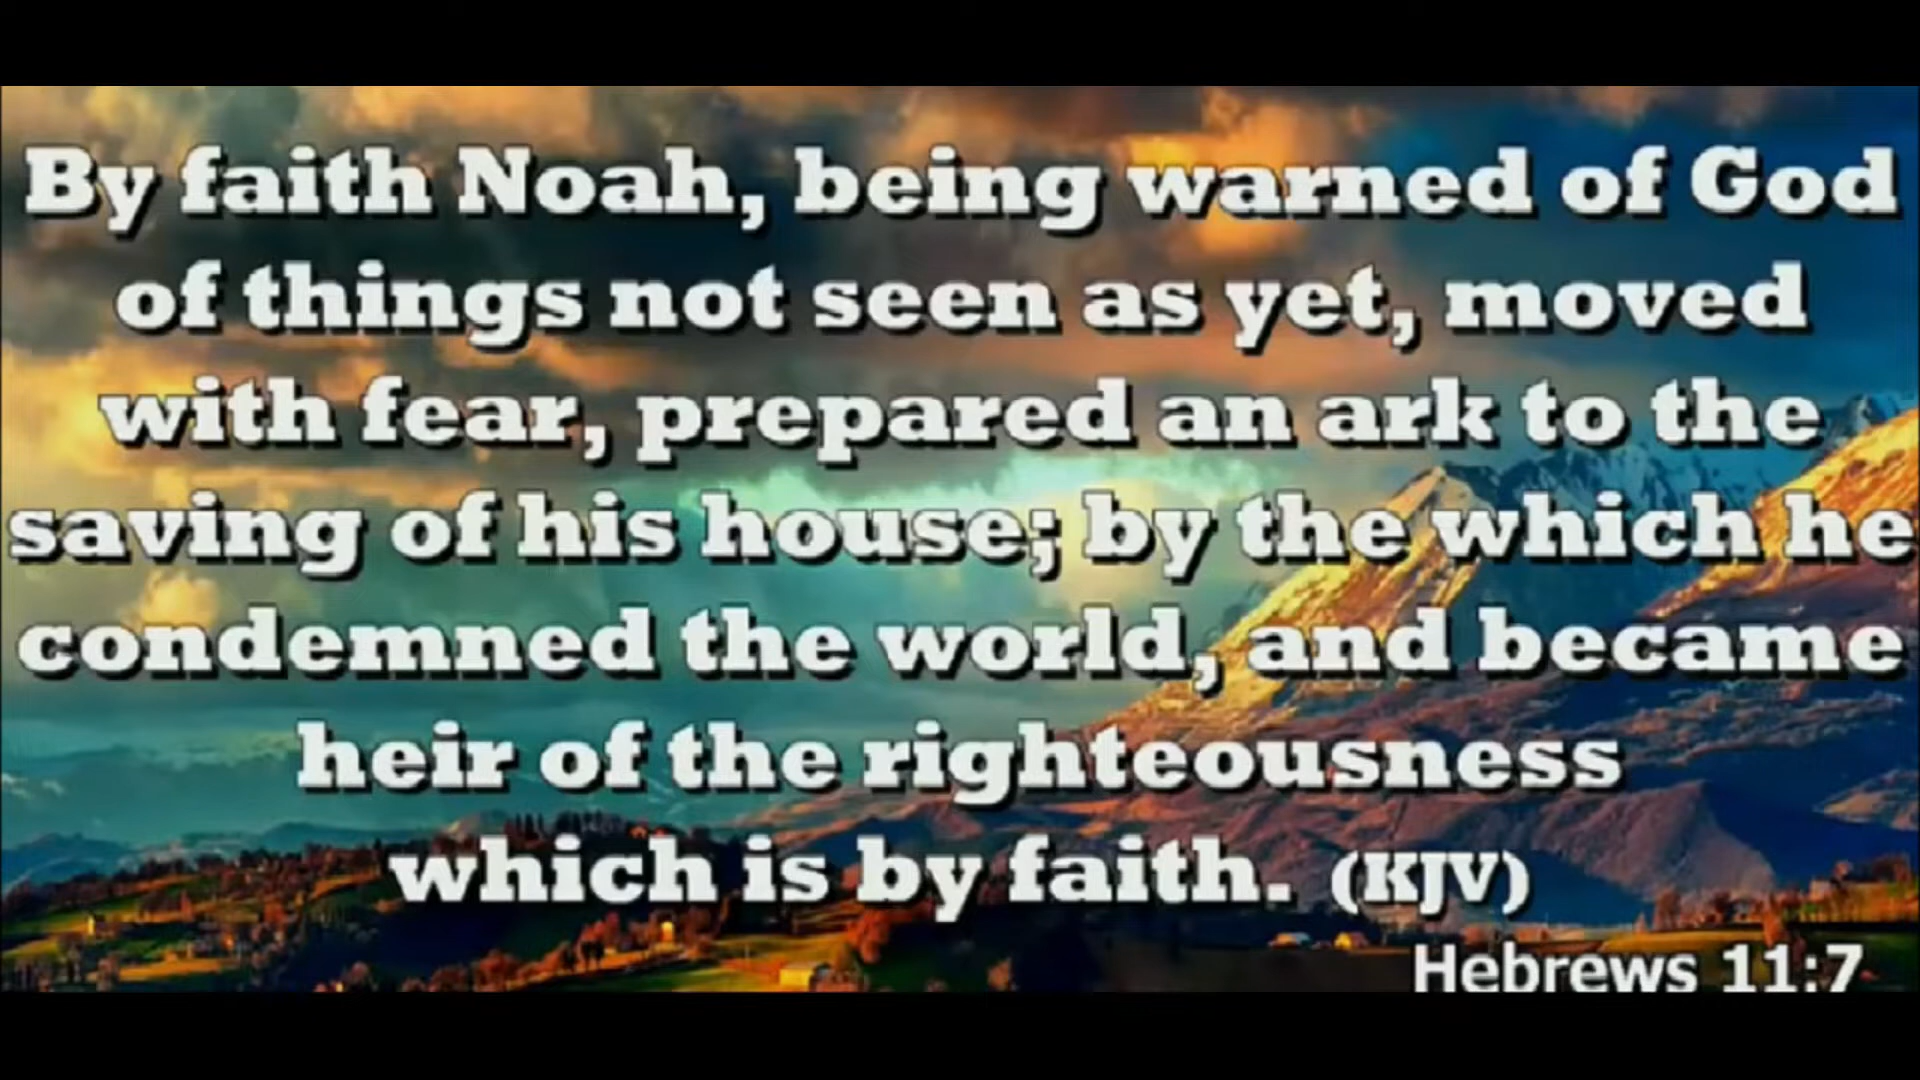 By faith Noah, being warned of God
of things not seen as yet, moved
with fear, prepared an ark to the
saving of his house; by the which he
condemned the world, and became
heir of the righteousness
which is by faith. (KJV)
Hebrews 11:7